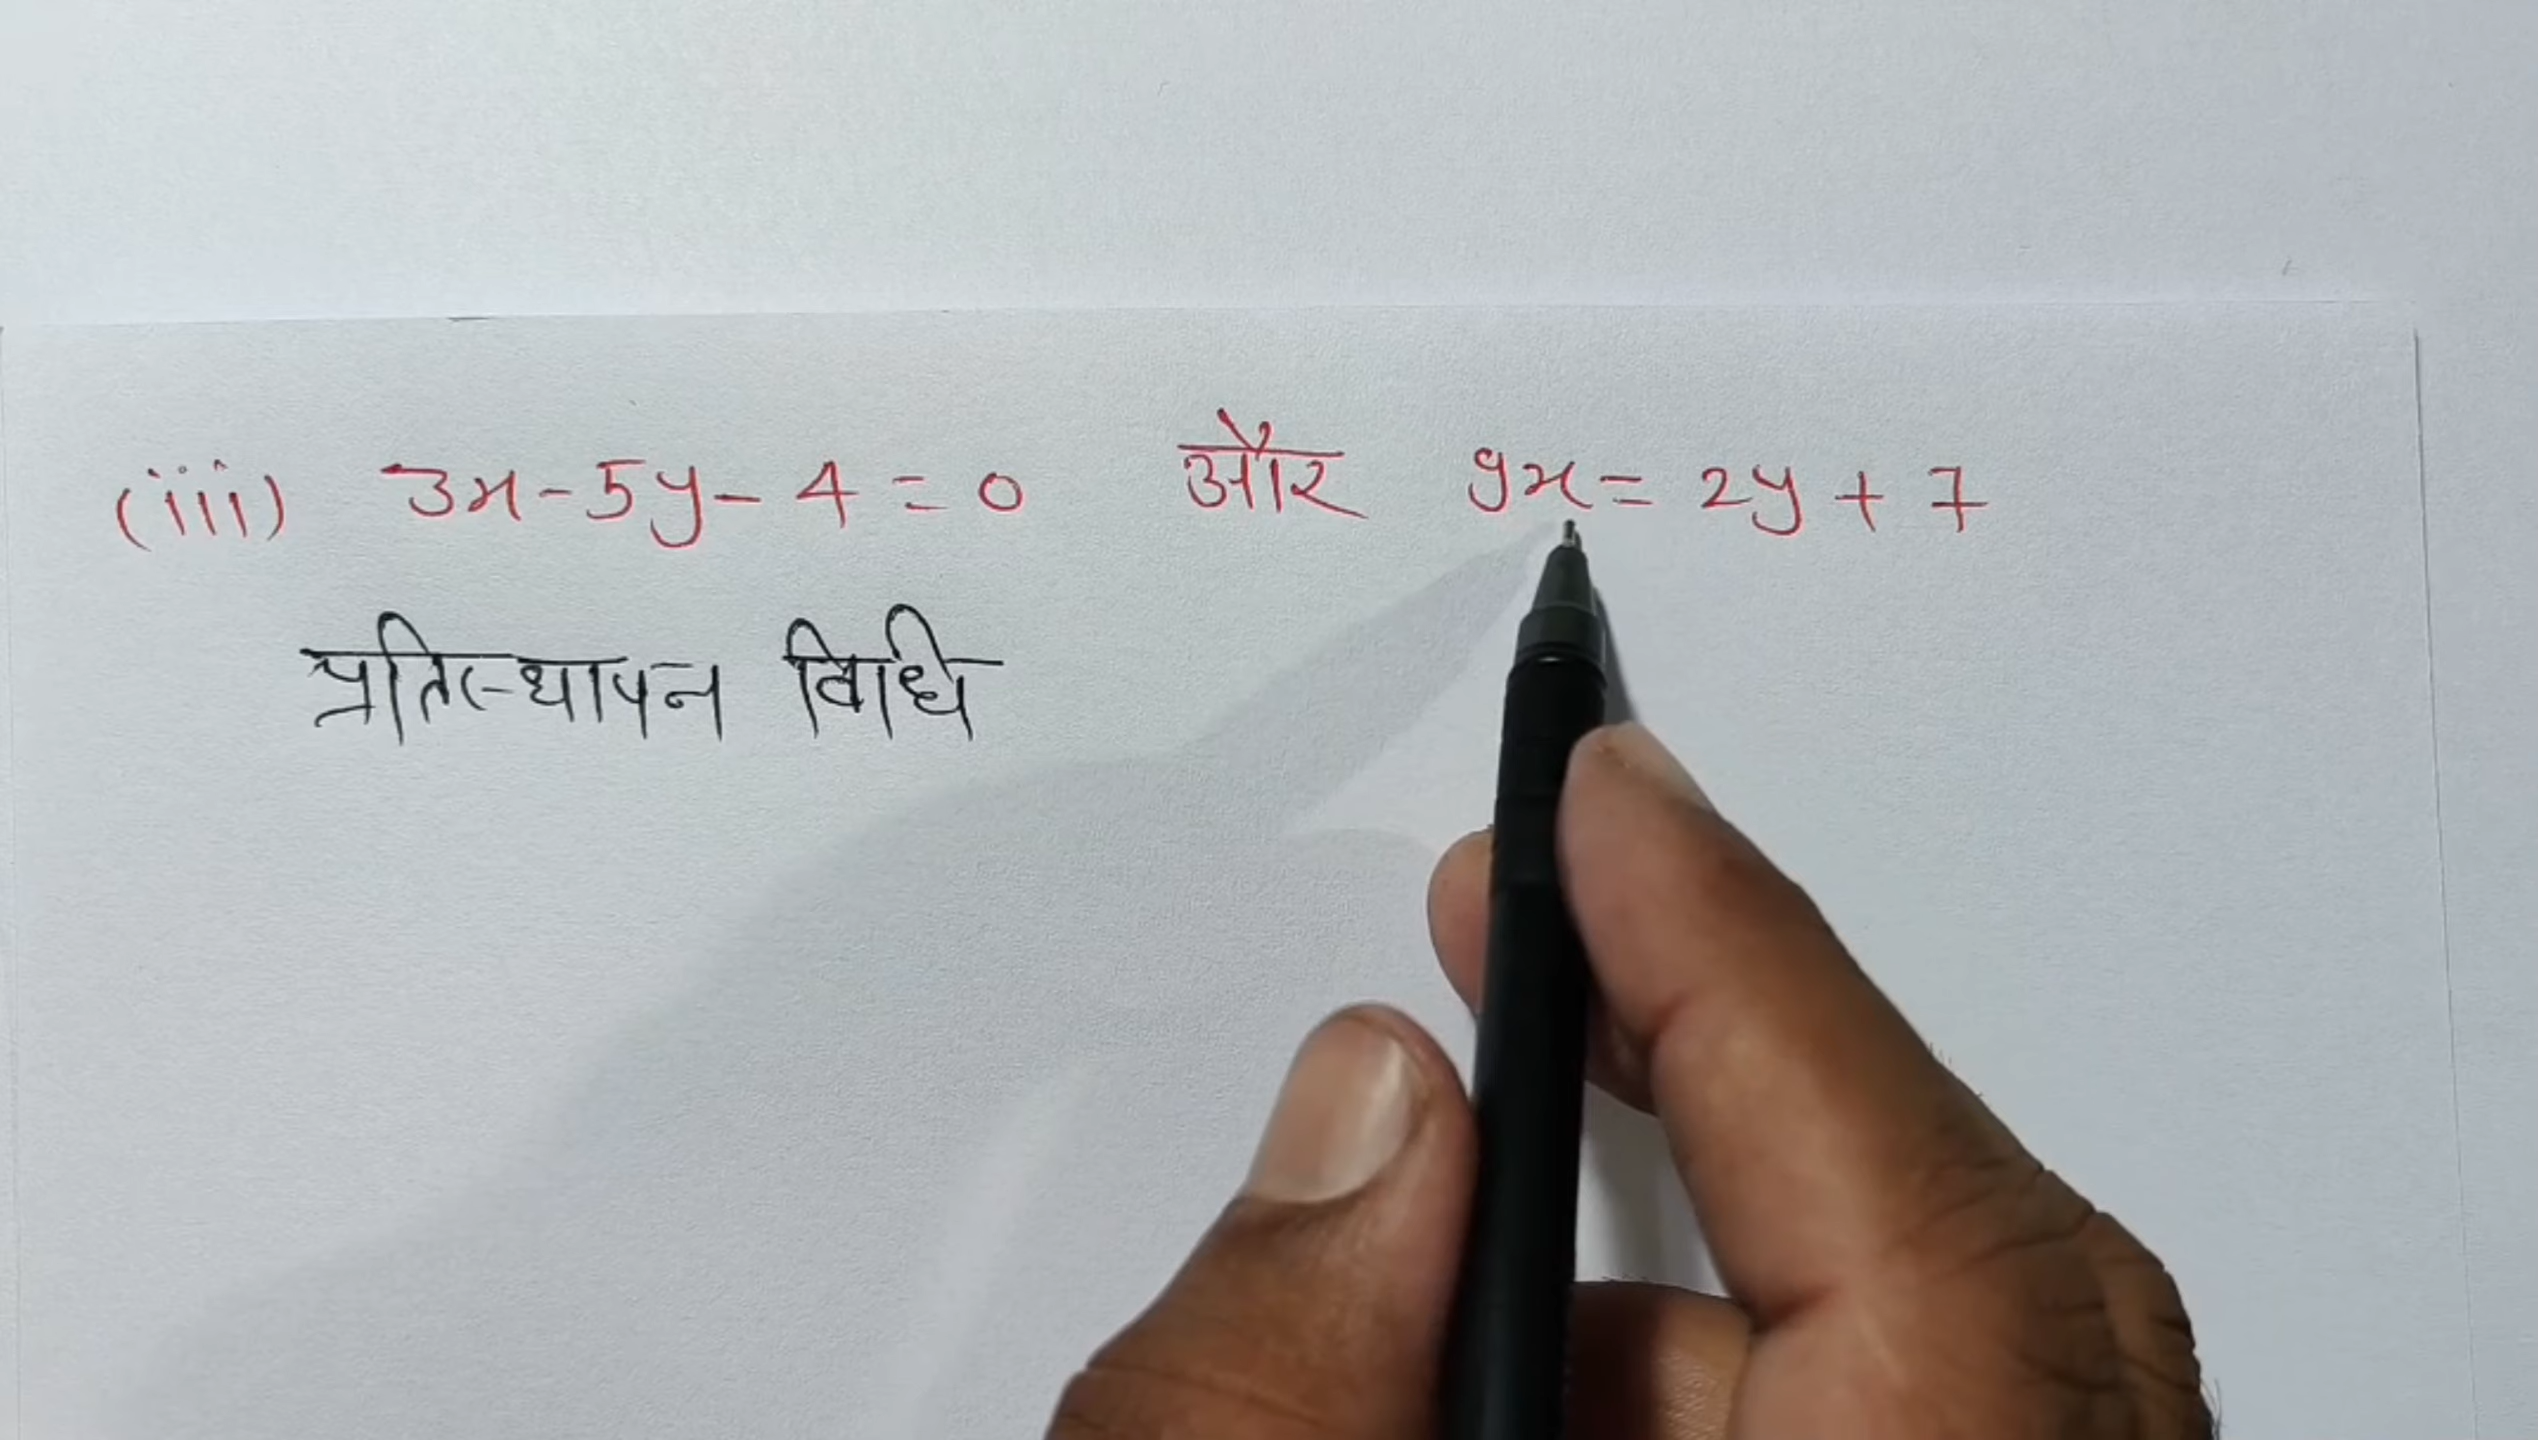 (iii) 3x - 5y - 4 = 0 और 9x = 2y + 7
प्रतिस्थापन विधि